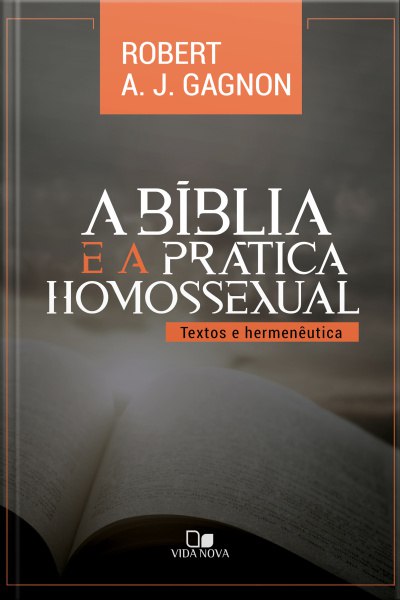 ROBERT
A. J. GAGNON
A BÍBLIA
E A PRÁTICA
HOMOSSEXUAL
Textos e hermenêutica
VIDA NOVA